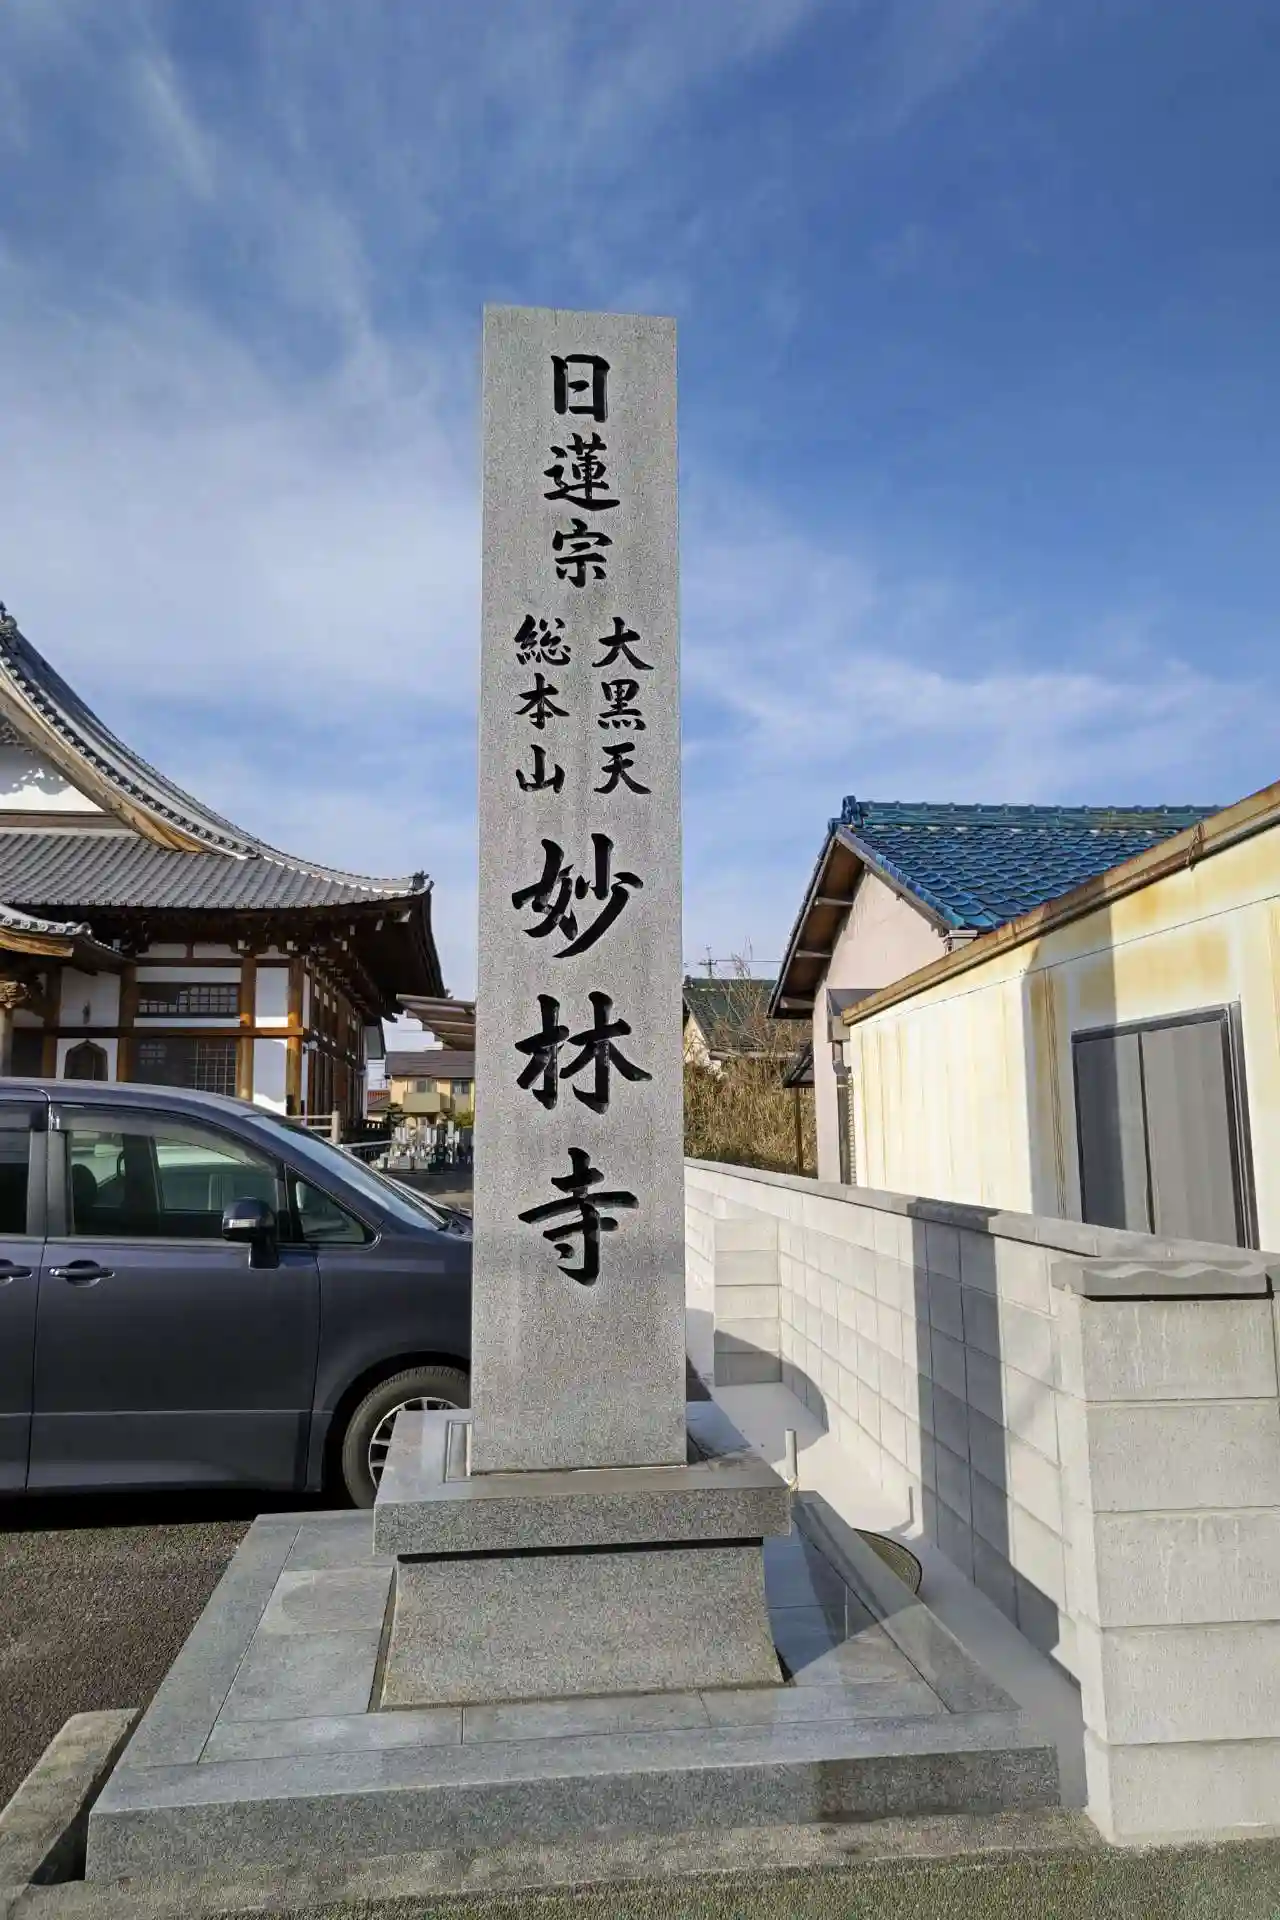 日蓮宗
大黒天
総本山
妙林寺